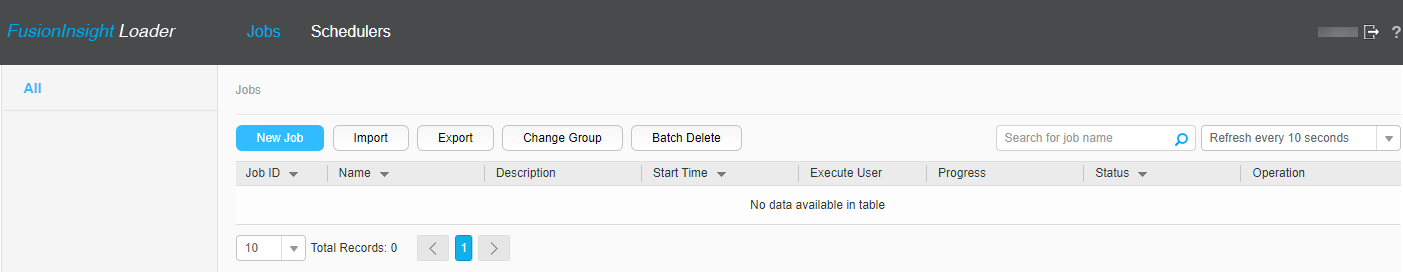 FusionInsight Loader Jobs Schedulers ?
All
Jobs
New Job Import Export Change Group Batch Delete Search for job name Refresh every 10 seconds
Job ID Name Description Start Time Execute User Progress Status Operation
No data available in table
10 Total Records: 0 1